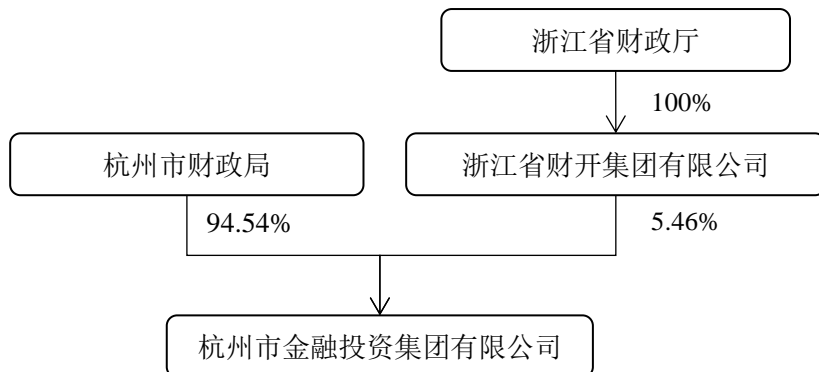 浙江省财政厅
100%
杭州市财政局
浙江省财开集团有限公司
94.54%
5.46%
杭州市金融投资集团有限公司